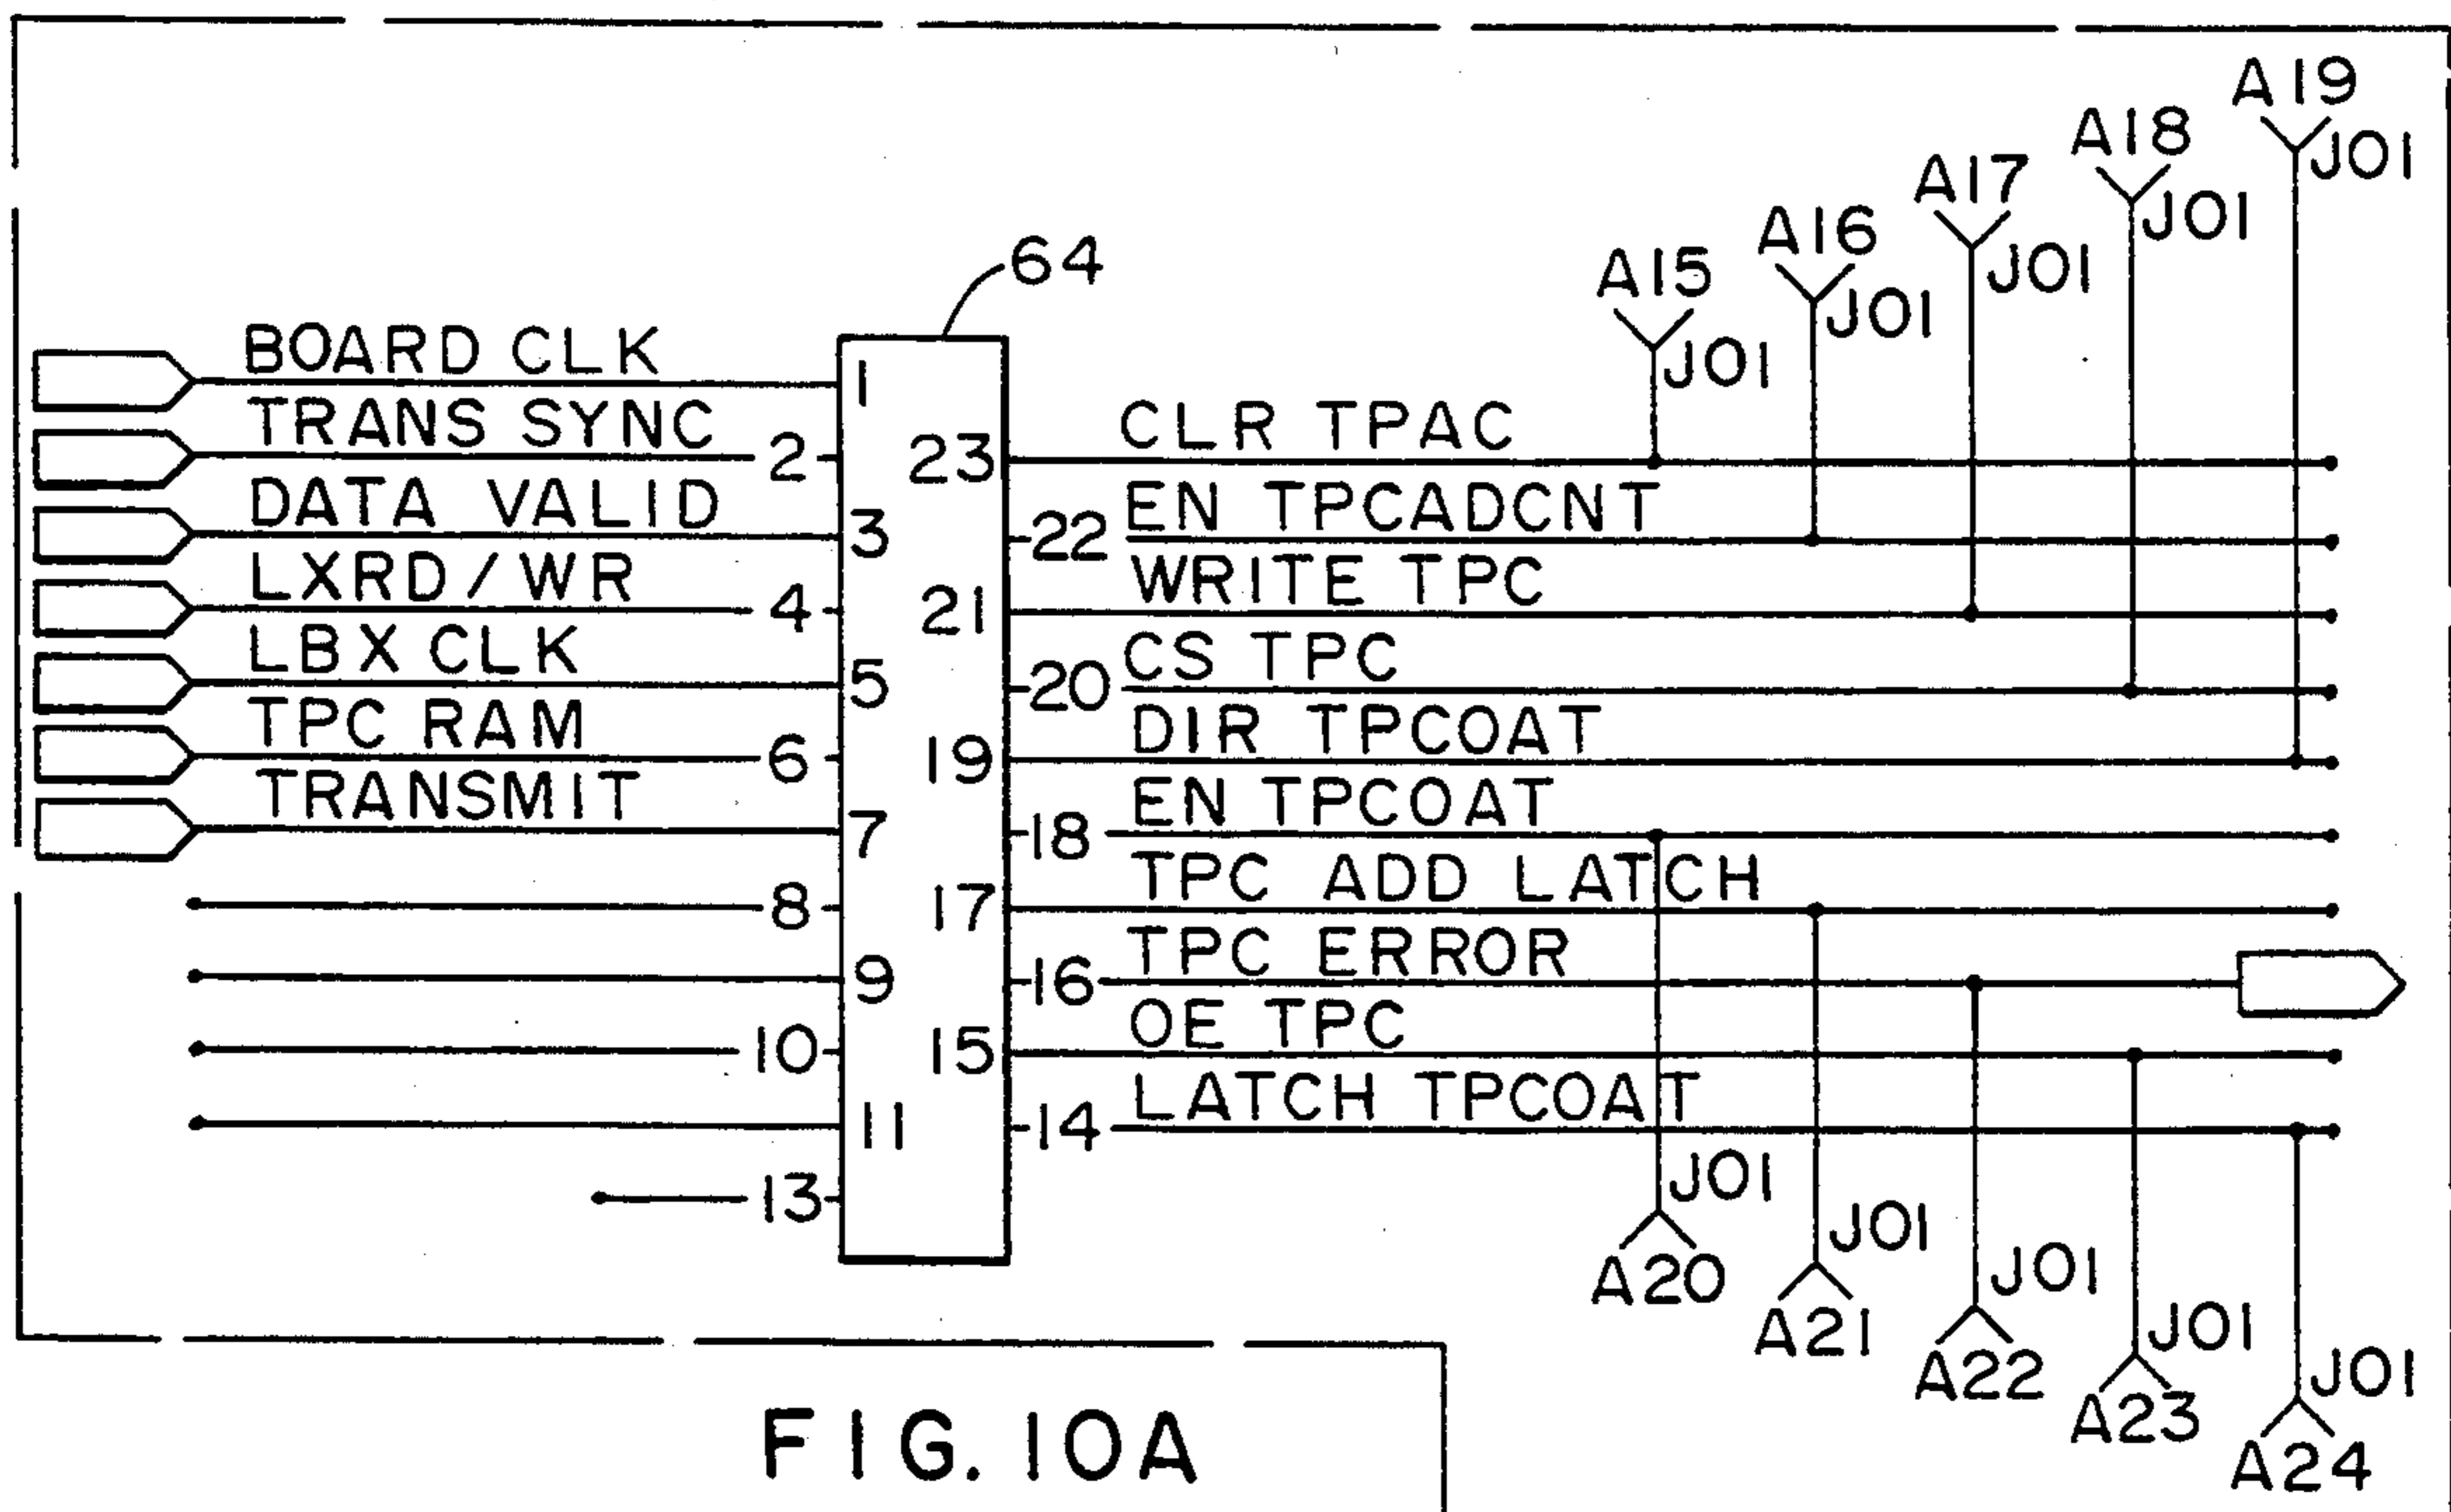 A19
J01
A18
J01
A17
J01
A16
J01
A15
J01
64
BOARD CLK 1
TRANS SYNC 2
DATA VALID 3
LXRD/WR 4
LBX CLK 5
TPC RAM 6
TRANSMIT 7
8
9
10
11
13
23 CLR TPAC
22 EN TPCADCNT
21 WRITE TPC
20 CS TPC
19 DIR TPCOAT
18 EN TPCOAT
17 TPC ADD LATCH
16 TPC ERROR
15 OE TPC
14 LATCH TPCOAT
J01
A20
J01
A21
J01
A22
J01
A23
J01
A24
FIG. 10A